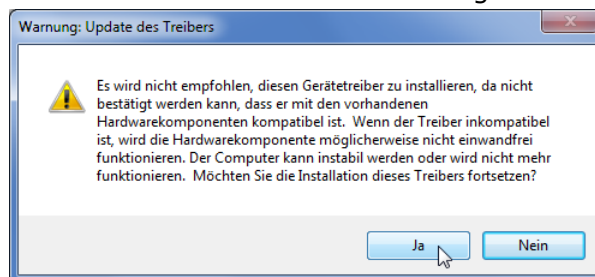 Warnung: Update des Treibers
Es wird nicht empfohlen, diesen Gerätetreiber zu installieren, da nicht
bestätigt werden kann, dass er mit den vorhandenen
Hardwarekomponenten kompatibel ist. Wenn der Treiber inkompatibel
ist, wird die Hardwarekomponente möglicherweise nicht einwandfrei
funktionieren. Der Computer kann instabil werden oder wird nicht mehr
funktionieren. Möchten Sie die Installation dieses Treibers fortsetzen?
Ja
Nein